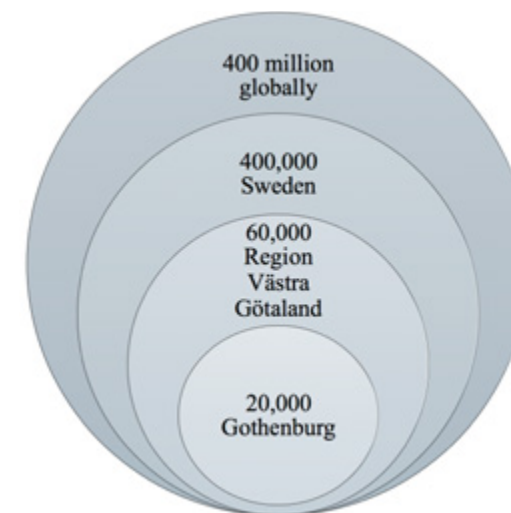 400 million
globally
400,000
Sweden
60,000
Region
Västra
Götaland
20,000
Gothenburg